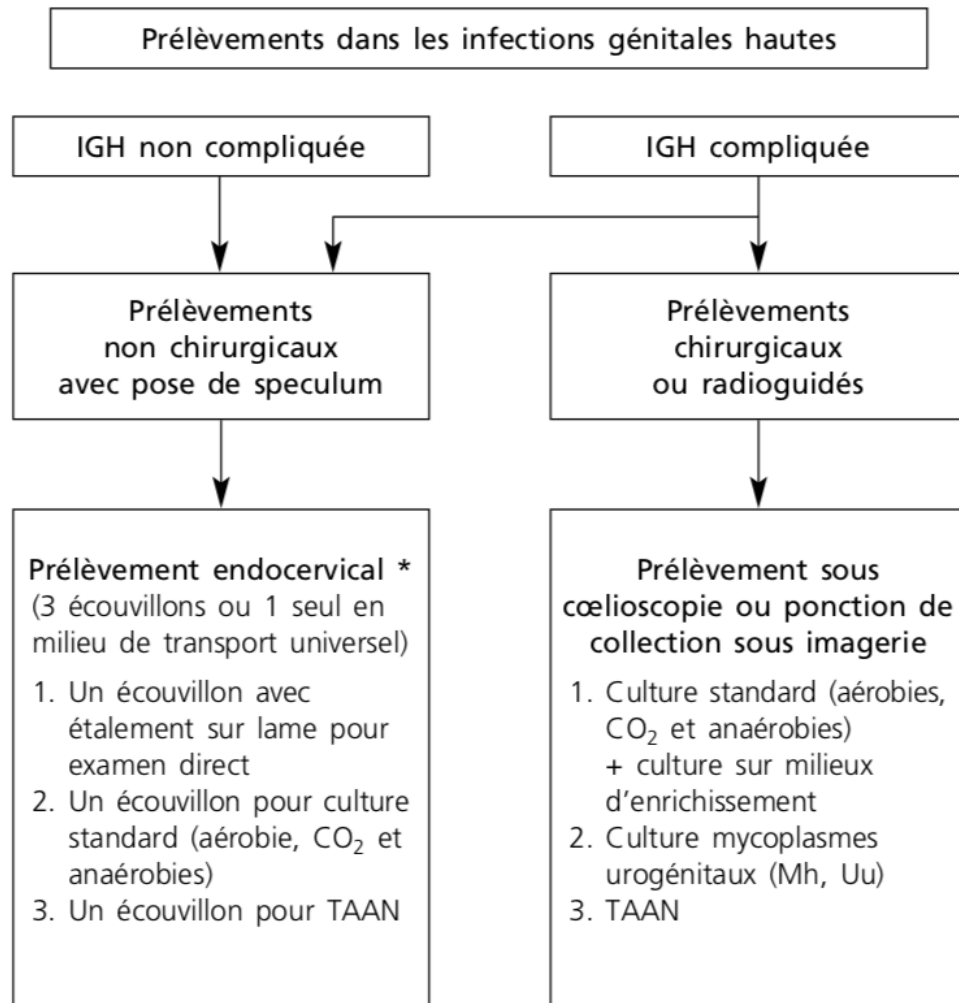 Prélèvements dans les infections génitales hautes
IGH non compliquée
IGH compliquée
Prélèvements
non chirurgicaux
avec pose de speculum
Prélèvements
chirurgicaux
ou radioguidés
Prélèvement endocervical *
(3 écouvillons ou 1 seul en
milieu de transport universel)
1. Un écouvillon avec
étalement sur lame pour
examen direct
2. Un écouvillon pour culture
standard (aérobie, CO₂ et
anaérobies)
3. Un écouvillon pour TAAN
Prélèvement sous
cœlioscopie ou ponction de
collection sous imagerie
1. Culture standard (aérobies,
CO₂ et anaérobies)
+ culture sur milieux
d'enrichissement
2. Culture mycoplasmes
urogénitaux (Mh, Uu)
3. TAAN